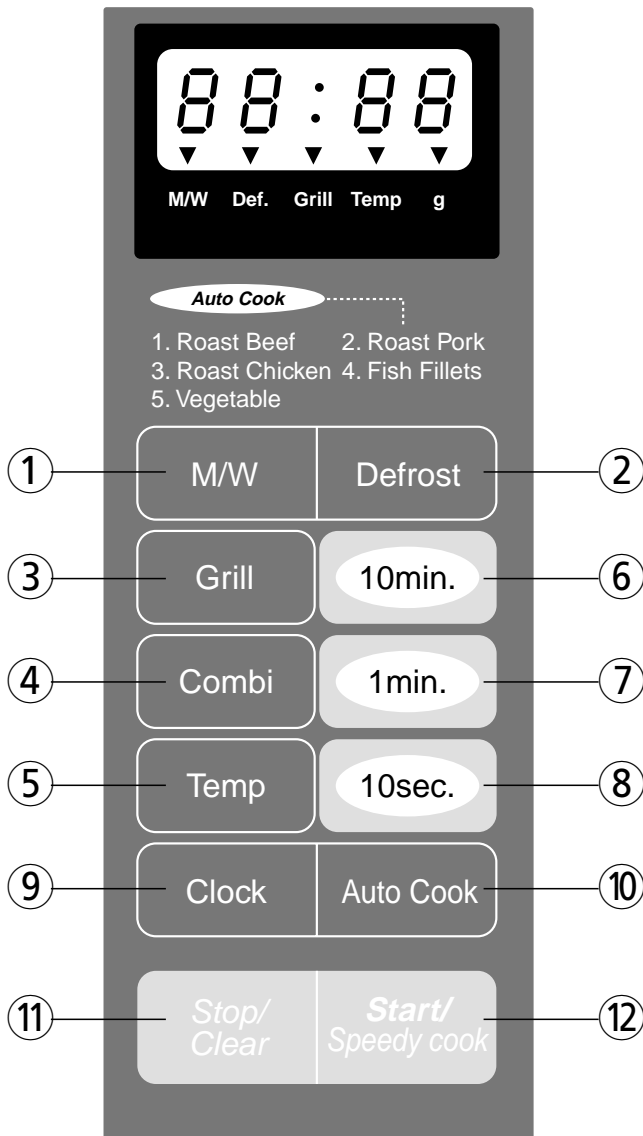 88:88
M/W Def. Grill Temp g
Auto Cook
1. Roast Beef 2. Roast Pork
3. Roast Chicken 4. Fish Fillets
5. Vegetable
1 M/W Defrost 2
3 Grill 10min. 6
4 Combi 1min. 7
5 Temp 10sec. 8
9 Clock Auto Cook 10
11 Stop/ Start/ 12
Clear Speedy cook